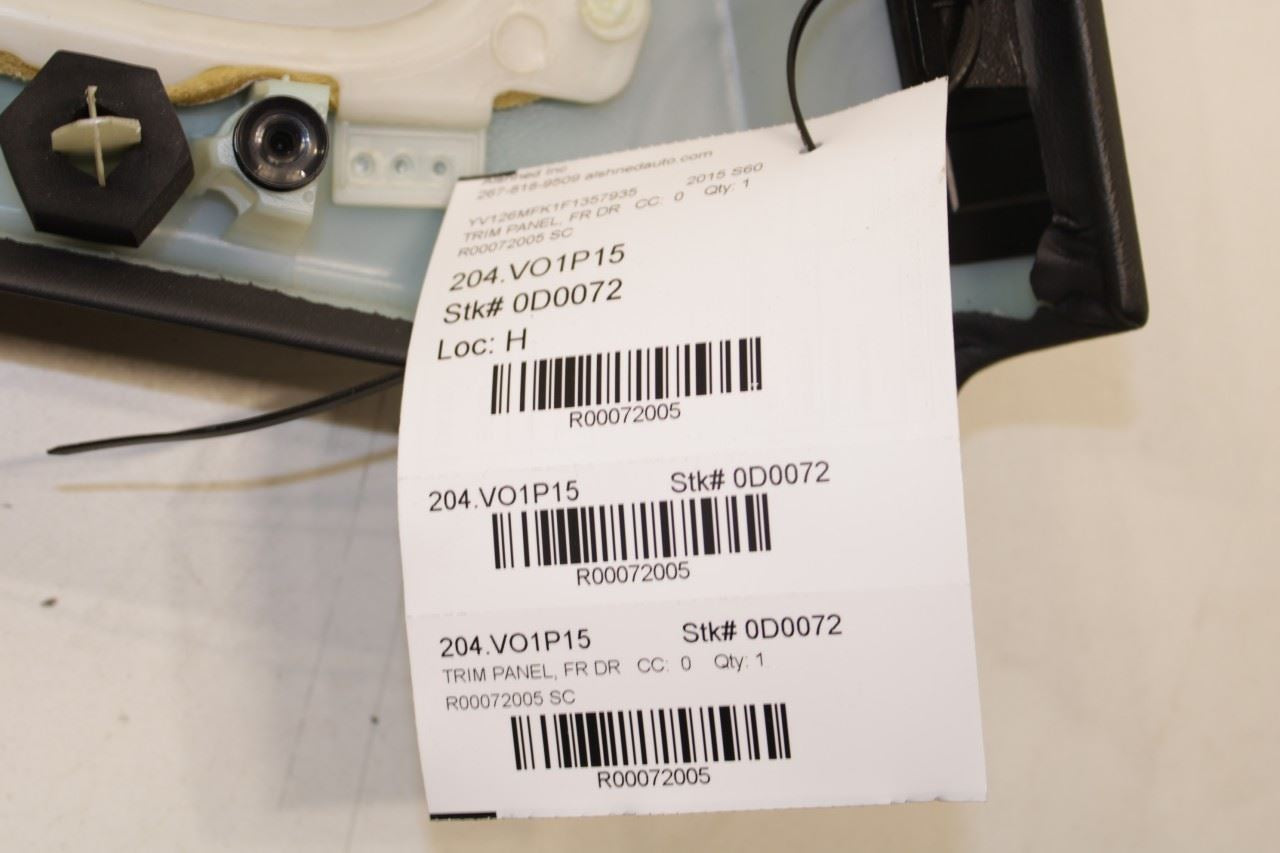 Alshned Inc
267-818-9509 alshnedauto.com
YV126MFK1F1357935 2015 S60
TRIM PANEL, FR DR CC: 0 Qty: 1
R00072005 SC
204.VO1P15
Stk# 0D0072
Loc: H
R00072005
204.VO1P15 Stk# 0D0072
R00072005
204.VO1P15 Stk# 0D0072
TRIM PANEL, FR DR CC: 0 Qty: 1
R00072005 SC
R00072005